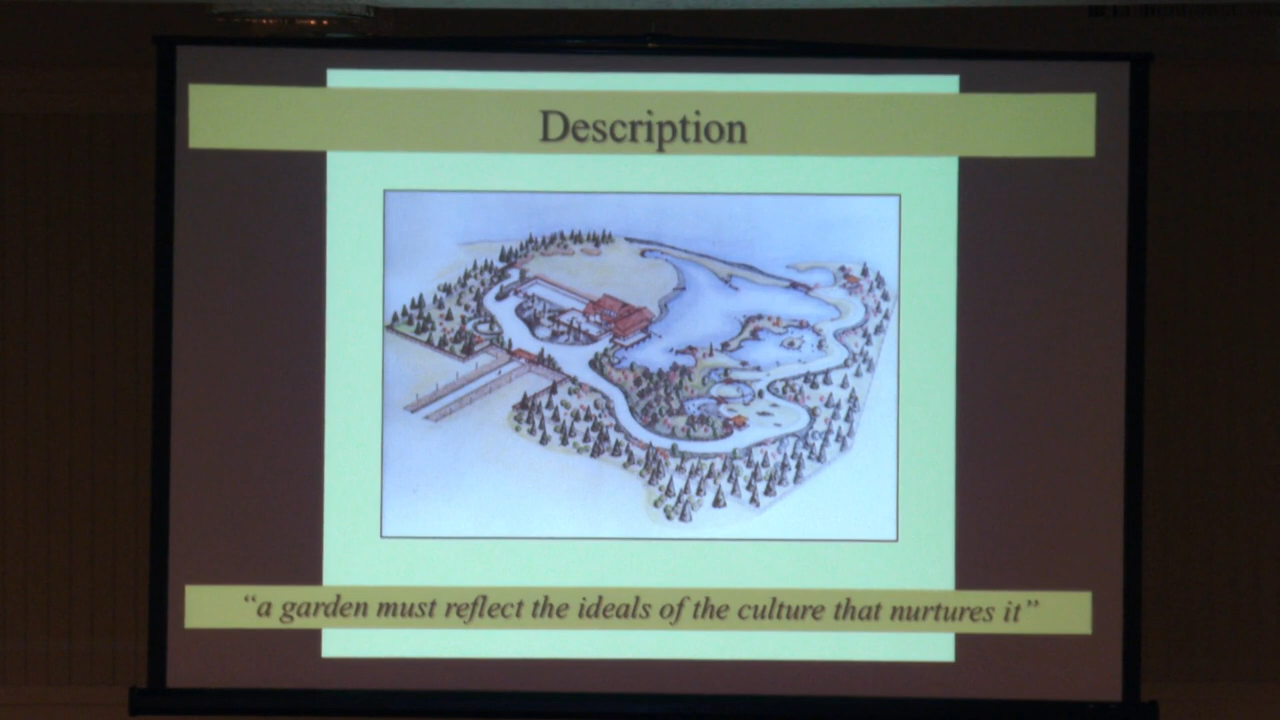 Description
“a garden must reflect the ideals of the culture that nurtures it”